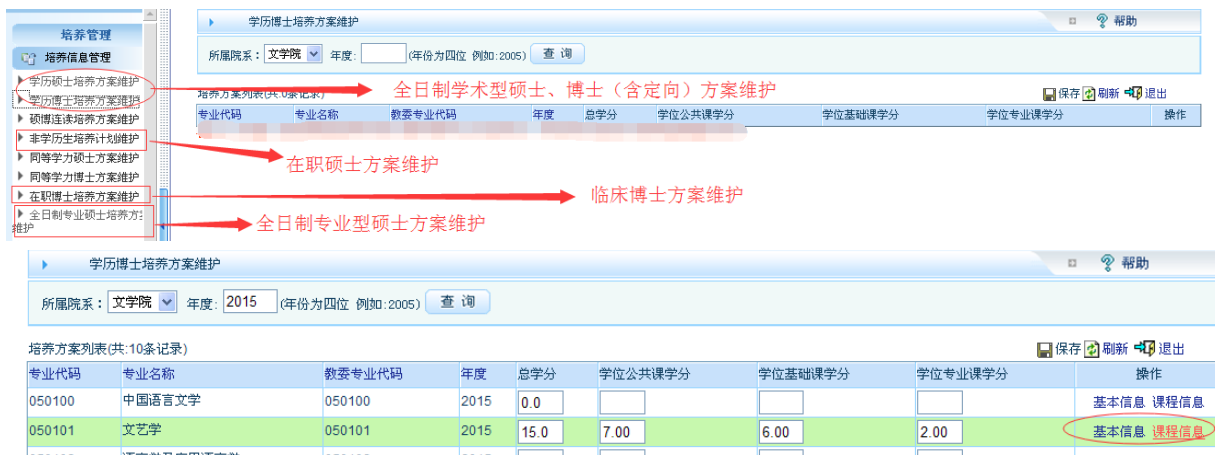 培养管理
培养信息管理
学历硕士培养方案维护
学历博士培养方案维护
硕博连读培养方案维护
非学历生培养计划维护
同等学力硕士方案维护
同等学力博士方案维护
在职博士培养方案维护
全日制专业硕士培养方案
维护
学历博士培养方案维护
帮助
所属院系： 文学院 年度: (年份为四位 例如:2005) 查 询
全日制学术型硕士、博士（含定向）方案维护
培养方案列表(共:0条记录)
保存 刷新 退出
专业代码 专业名称 教委专业代码 年度 总学分 学位公共课学分 学位基础课学分 学位专业课学分 操作
在职硕士方案维护
临床博士方案维护
全日制专业型硕士方案维护
学历博士培养方案维护
帮助
所属院系： 文学院 年度: 2015 (年份为四位 例如:2005) 查 询
培养方案列表(共:10条记录)
保存 刷新 退出
专业代码 专业名称 教委专业代码 年度 总学分 学位公共课学分 学位基础课学分 学位专业课学分 操作
050100 中国语言文学 050100 2015 0.0 基本信息 课程信息
050101 文艺学 050101 2015 15.0 7.00 6.00 2.00 基本信息 课程信息